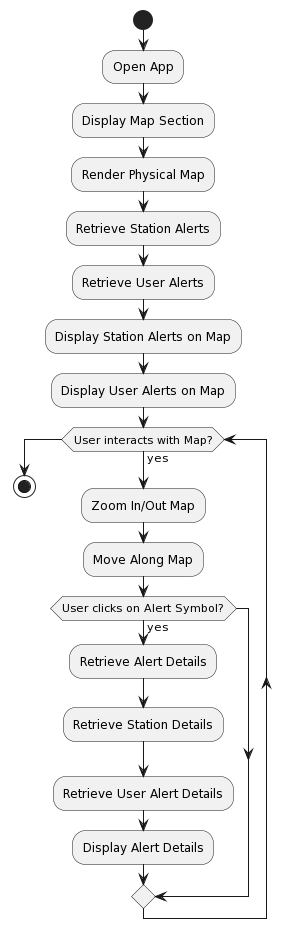 Open App
Display Map Section
Render Physical Map
Retrieve Station Alerts
Retrieve User Alerts
Display Station Alerts on Map
Display User Alerts on Map
User interacts with Map?
yes
Zoom In/Out Map
Move Along Map
User clicks on Alert Symbol?
yes
Retrieve Alert Details
Retrieve Station Details
Retrieve User Alert Details
Display Alert Details